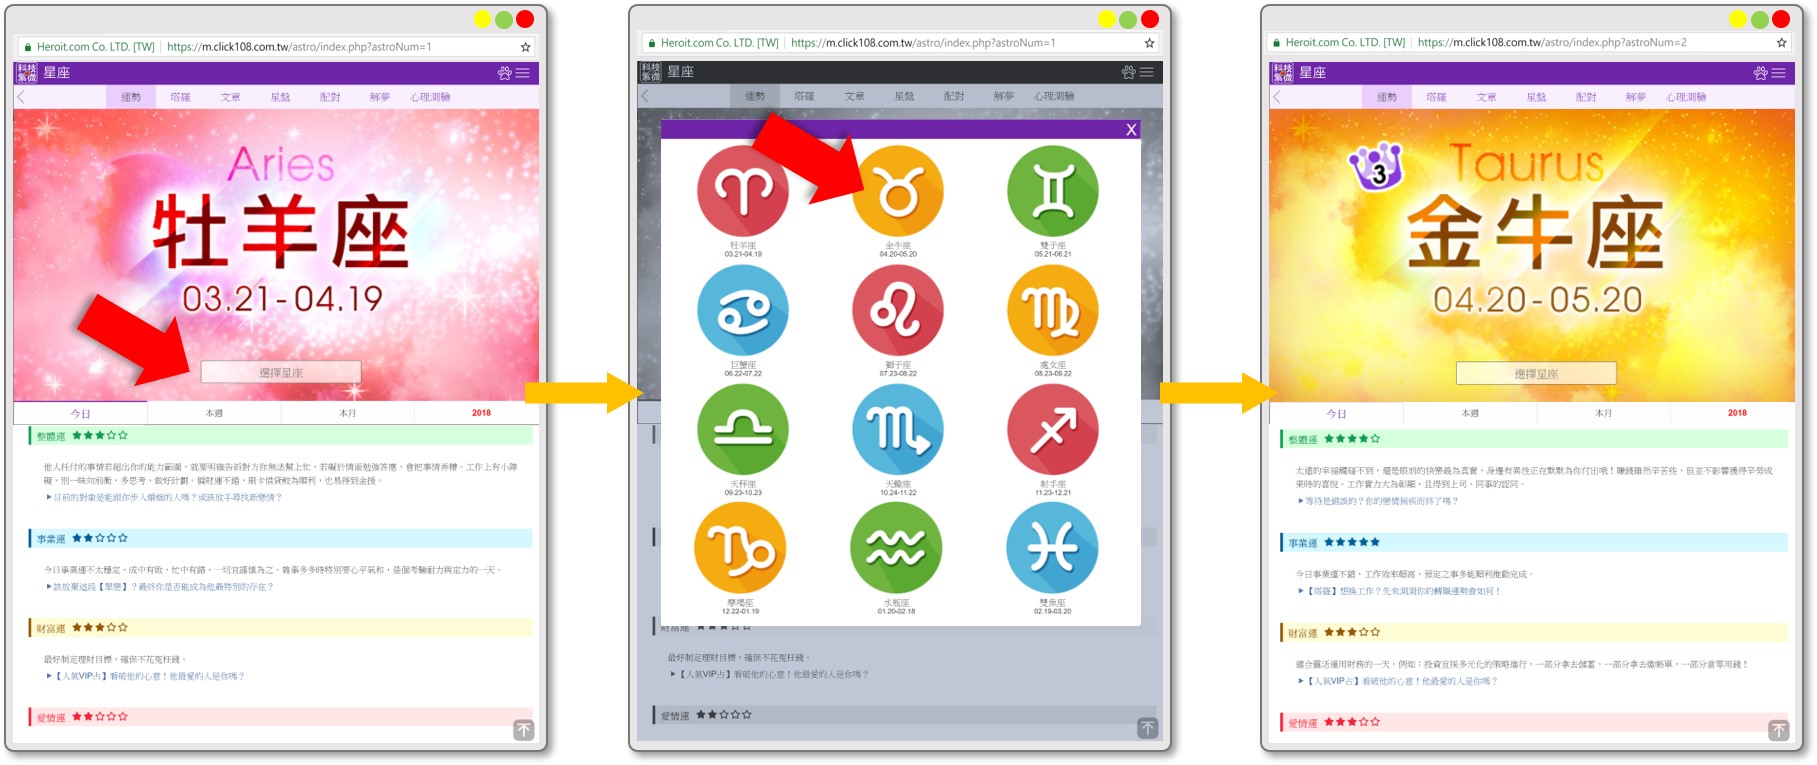 Heroit.com Co. LTD. [TW] https://m.click108.com.tw/astro/index.php?astroNum=1
科技紫微 星座
運勢 塔羅 文章 星盤 配對 解夢 心理測驗
Aries
牡羊座
03.21-04.19
選擇星座
今日 本週 本月 2018
整體運 ★★★☆☆
他人托付的事情若超出你的能力範圍，就要明確告訴對方你無法幫上忙，若礙於情面勉強答應，會把事情弄糟。工作上有小障
礙，別一味向前衝，多思考，做好計劃。偏財運不錯，刷卡借貸較為順利，也易得到金援。
▶目前的對象是能跟你步入婚姻的人嗎？或該放手尋找新戀情？
事業運 ★★☆☆☆
今日事業運不太穩定，成中有敗，忙中有錯，一切宜謹慎為之。雜事多多時特別要心平氣和，是個考驗耐力與定力的一天。
▶該放棄這段【單戀】？最終你是否能成為他最特別的存在？
財富運 ★★★☆☆
最好制定理財目標，確保不花冤枉錢。
▶【人氣VIP占】看破他的心意！他最愛的人是你嗎？
愛情運 ★★☆☆☆
Heroit.com Co. LTD. [TW] https://m.click108.com.tw/astro/index.php?astroNum=1
科技紫微 星座
運勢 塔羅 文章 星盤 配對 解夢 心理測驗
X
牡羊座 金牛座 雙子座
03.21-04.19 04.20-05.20 05.21-06.21
巨蟹座 獅子座 處女座
06.22-07.22 07.23-08.22 08.23-09.22
天秤座 天蠍座 射手座
09.23-10.23 10.24-11.22 11.23-12.21
摩羯座 水瓶座 雙魚座
12.22-01.19 01.20-02.18 02.19-03.20
財富運 ★★★☆☆
最好制定理財目標，確保不花冤枉錢。
▶【人氣VIP占】看破他的心意！他最愛的人是你嗎？
愛情運 ★★☆☆☆
Heroit.com Co. LTD. [TW] https://m.click108.com.tw/astro/index.php?astroNum=2
科技紫微 星座
運勢 塔羅 文章 星盤 配對 解夢 心理測驗
3
Taurus
金牛座
04.20-05.20
選擇星座
今日 本週 本月 2018
整體運 ★★★★☆
太遠的幸福觸碰不到，還是眼前的快樂最為真實，身邊有異性正在默默為你付出哦！賺錢雖然辛苦些，但並不影響獲得辛勞成
果時的喜悅。工作實力大為彰顯，且得到上司、同事的認同。
▶等待是錯誤的？你的戀情無疾而終了嗎？
事業運 ★★★★★
今日事業運不錯，工作效率頗高，預定之事多能順利推動完成。
▶【塔羅】想換工作？先來測測你的轉職運勢會如何！
財富運 ★★★☆☆
適合靈活運用財務的一天，例如：投資宜採多元化的策略進行，一部分拿去儲蓄，一部分拿去繳帳單，一部分當零用錢！
▶【人氣VIP占】看破他的心意！他最愛的人是你嗎？
愛情運 ★★★☆☆